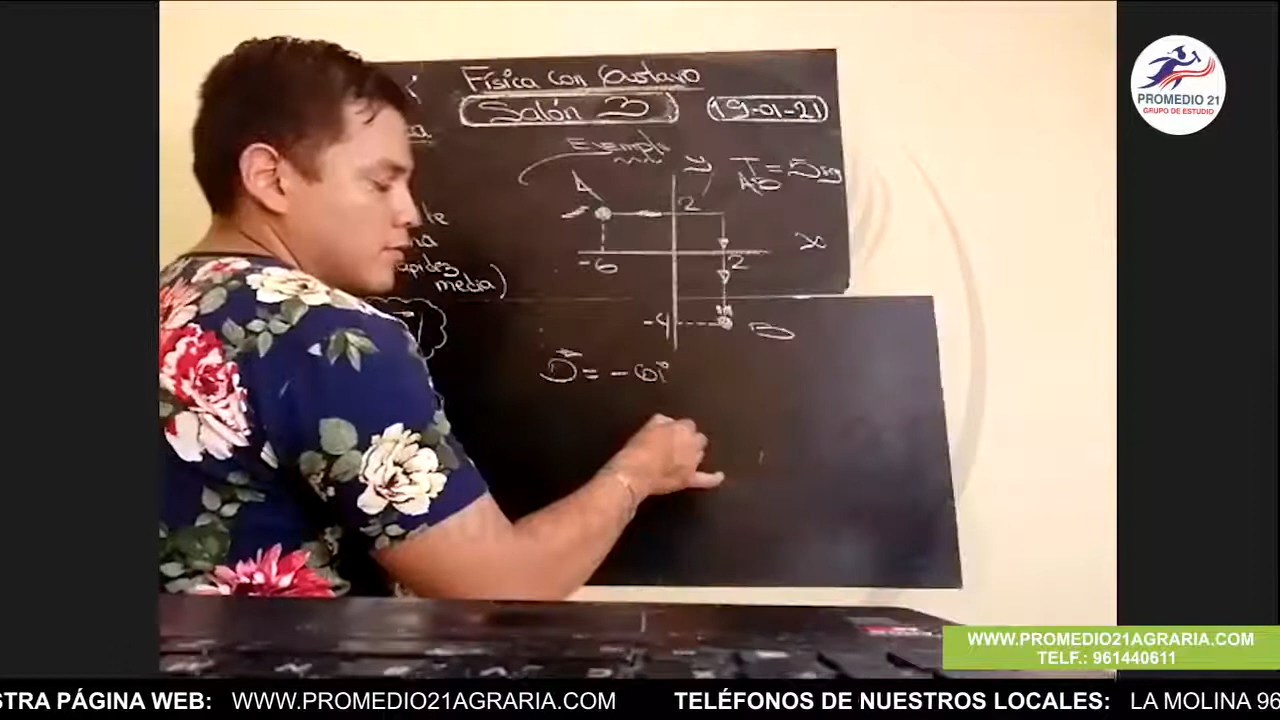 Física con Gustavo
Salón 3
(19-01-21)
Ejemplo
A
y
T = 5 seg
AB
2
x
-6
2
media)
-4
B
D = -6i
PROMEDIO 21
GRUPO DE ESTUDIO
WWW.PROMEDIO21AGRARIA.COM
TELF.: 961440611
STRA PÁGINA WEB: WWW.PROMEDIO21AGRARIA.COM TELÉFONOS DE NUESTROS LOCALES: LA MOLINA 96